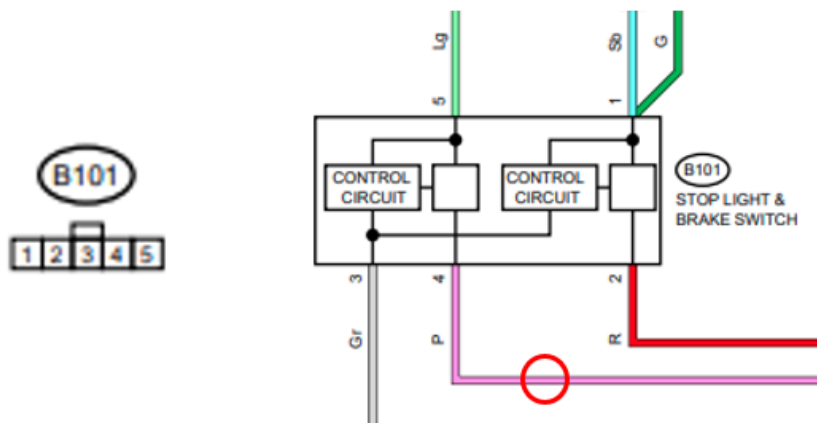 B101
1 2 3 4 5
Lg
5
Sb
1
G
CONTROL
CIRCUIT
CONTROL
CIRCUIT
B101
STOP LIGHT &
BRAKE SWITCH
3
Gr
4
P
2
R